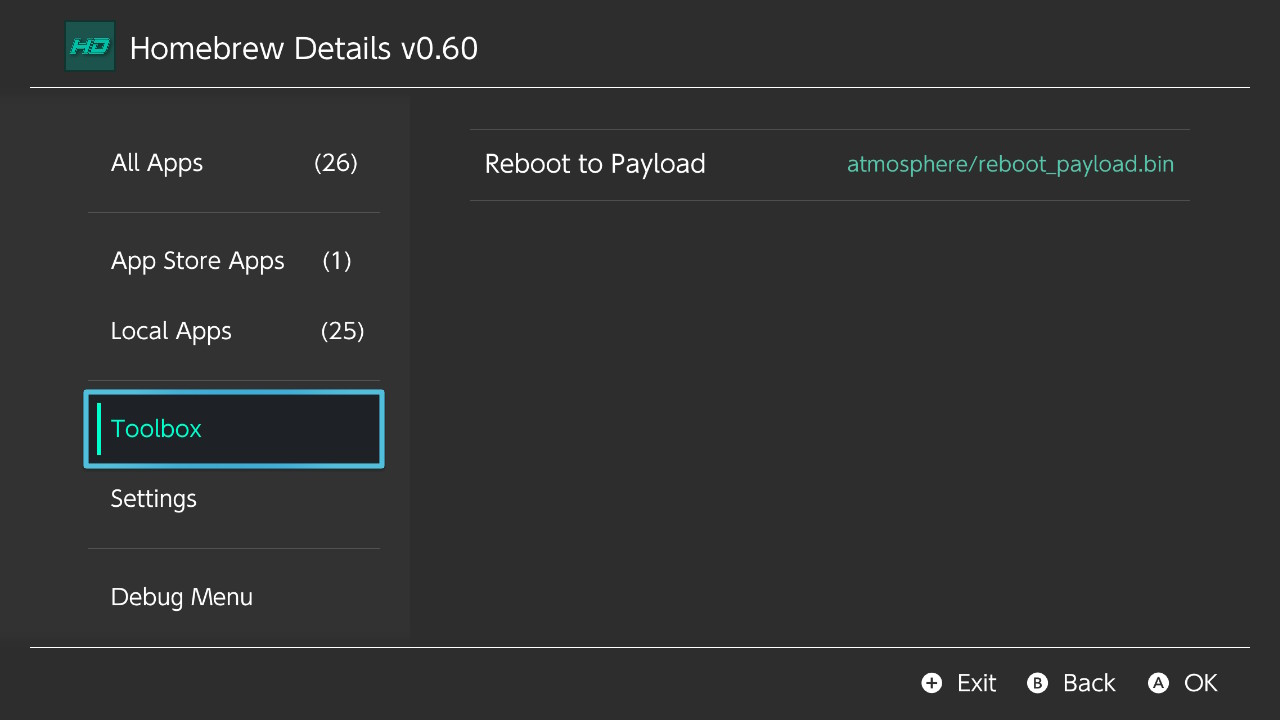 HD Homebrew Details v0.60
All Apps (26)
App Store Apps (1)
Local Apps (25)
Toolbox
Settings
Debug Menu
Reboot to Payload atmosphere/reboot_payload.bin
+ Exit B Back A OK